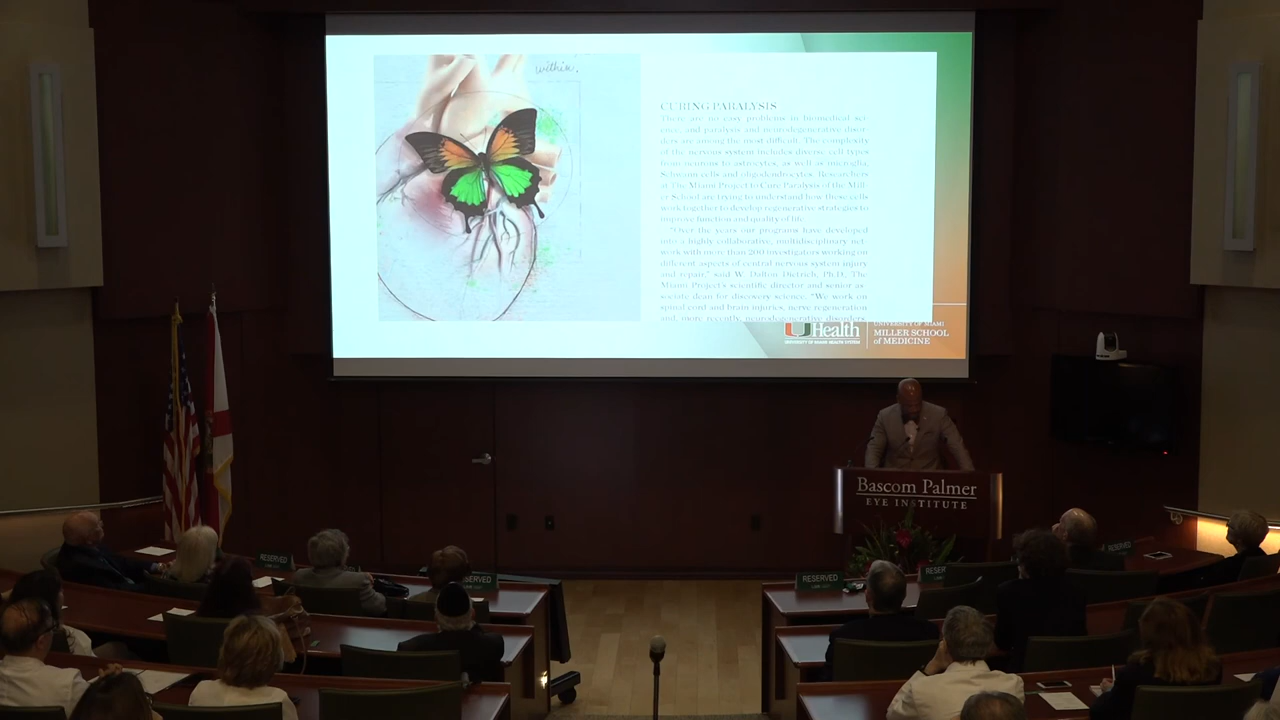 within.
CURING PARALYSIS
There are no easy problems in biomedical sci-
ence, and paralysis and neurodegenerative disor-
ders are among the most difficult. The complexity
of the nervous system includes diverse cell types
from neurons to astrocytes, as well as microglia,
Schwann cells and oligodendrocytes. Researchers
at The Miami Project to Cure Paralysis of the Mill-
er School are trying to understand how these cells
work together to develop regenerative strategies to
improve function and quality of life.
"Over the years our programs have developed
into a highly collaborative, multidisciplinary net-
work with more than 200 investigators working on
different aspects of central nervous system injury
and repair," said W. Dalton Dietrich, Ph.D., The
Miami Project's scientific director and senior as-
sociate dean for discovery science. "We work on
spinal cord and brain injuries, nerve regeneration
and, more recently, neurodegenerative disorders,
UHealth
UNIVERSITY OF MIAMI HEALTH SYSTEM
UNIVERSITY OF MIAMI
MILLER SCHOOL
of MEDICINE
Bascom Palmer
EYE INSTITUTE
RESERVED
RESERVED
RESERVED
RESERVED
RESERVED